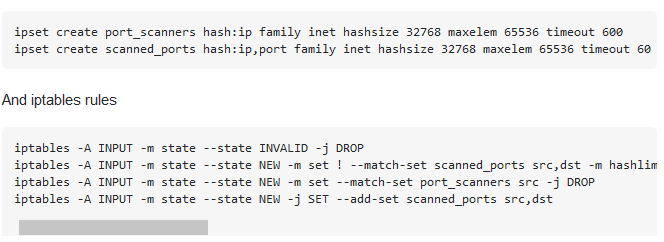 ipset create port_scanners hash:ip family inet hashsize 32768 maxelem 65536 timeout 600
ipset create scanned_ports hash:ip,port family inet hashsize 32768 maxelem 65536 timeout 60
And iptables rules
iptables -A INPUT -m state --state INVALID -j DROP
iptables -A INPUT -m state --state NEW -m set ! --match-set scanned_ports src,dst -m hashlim
iptables -A INPUT -m state --state NEW -m set --match-set port_scanners src -j DROP
iptables -A INPUT -m state --state NEW -j SET --add-set scanned_ports src,dst